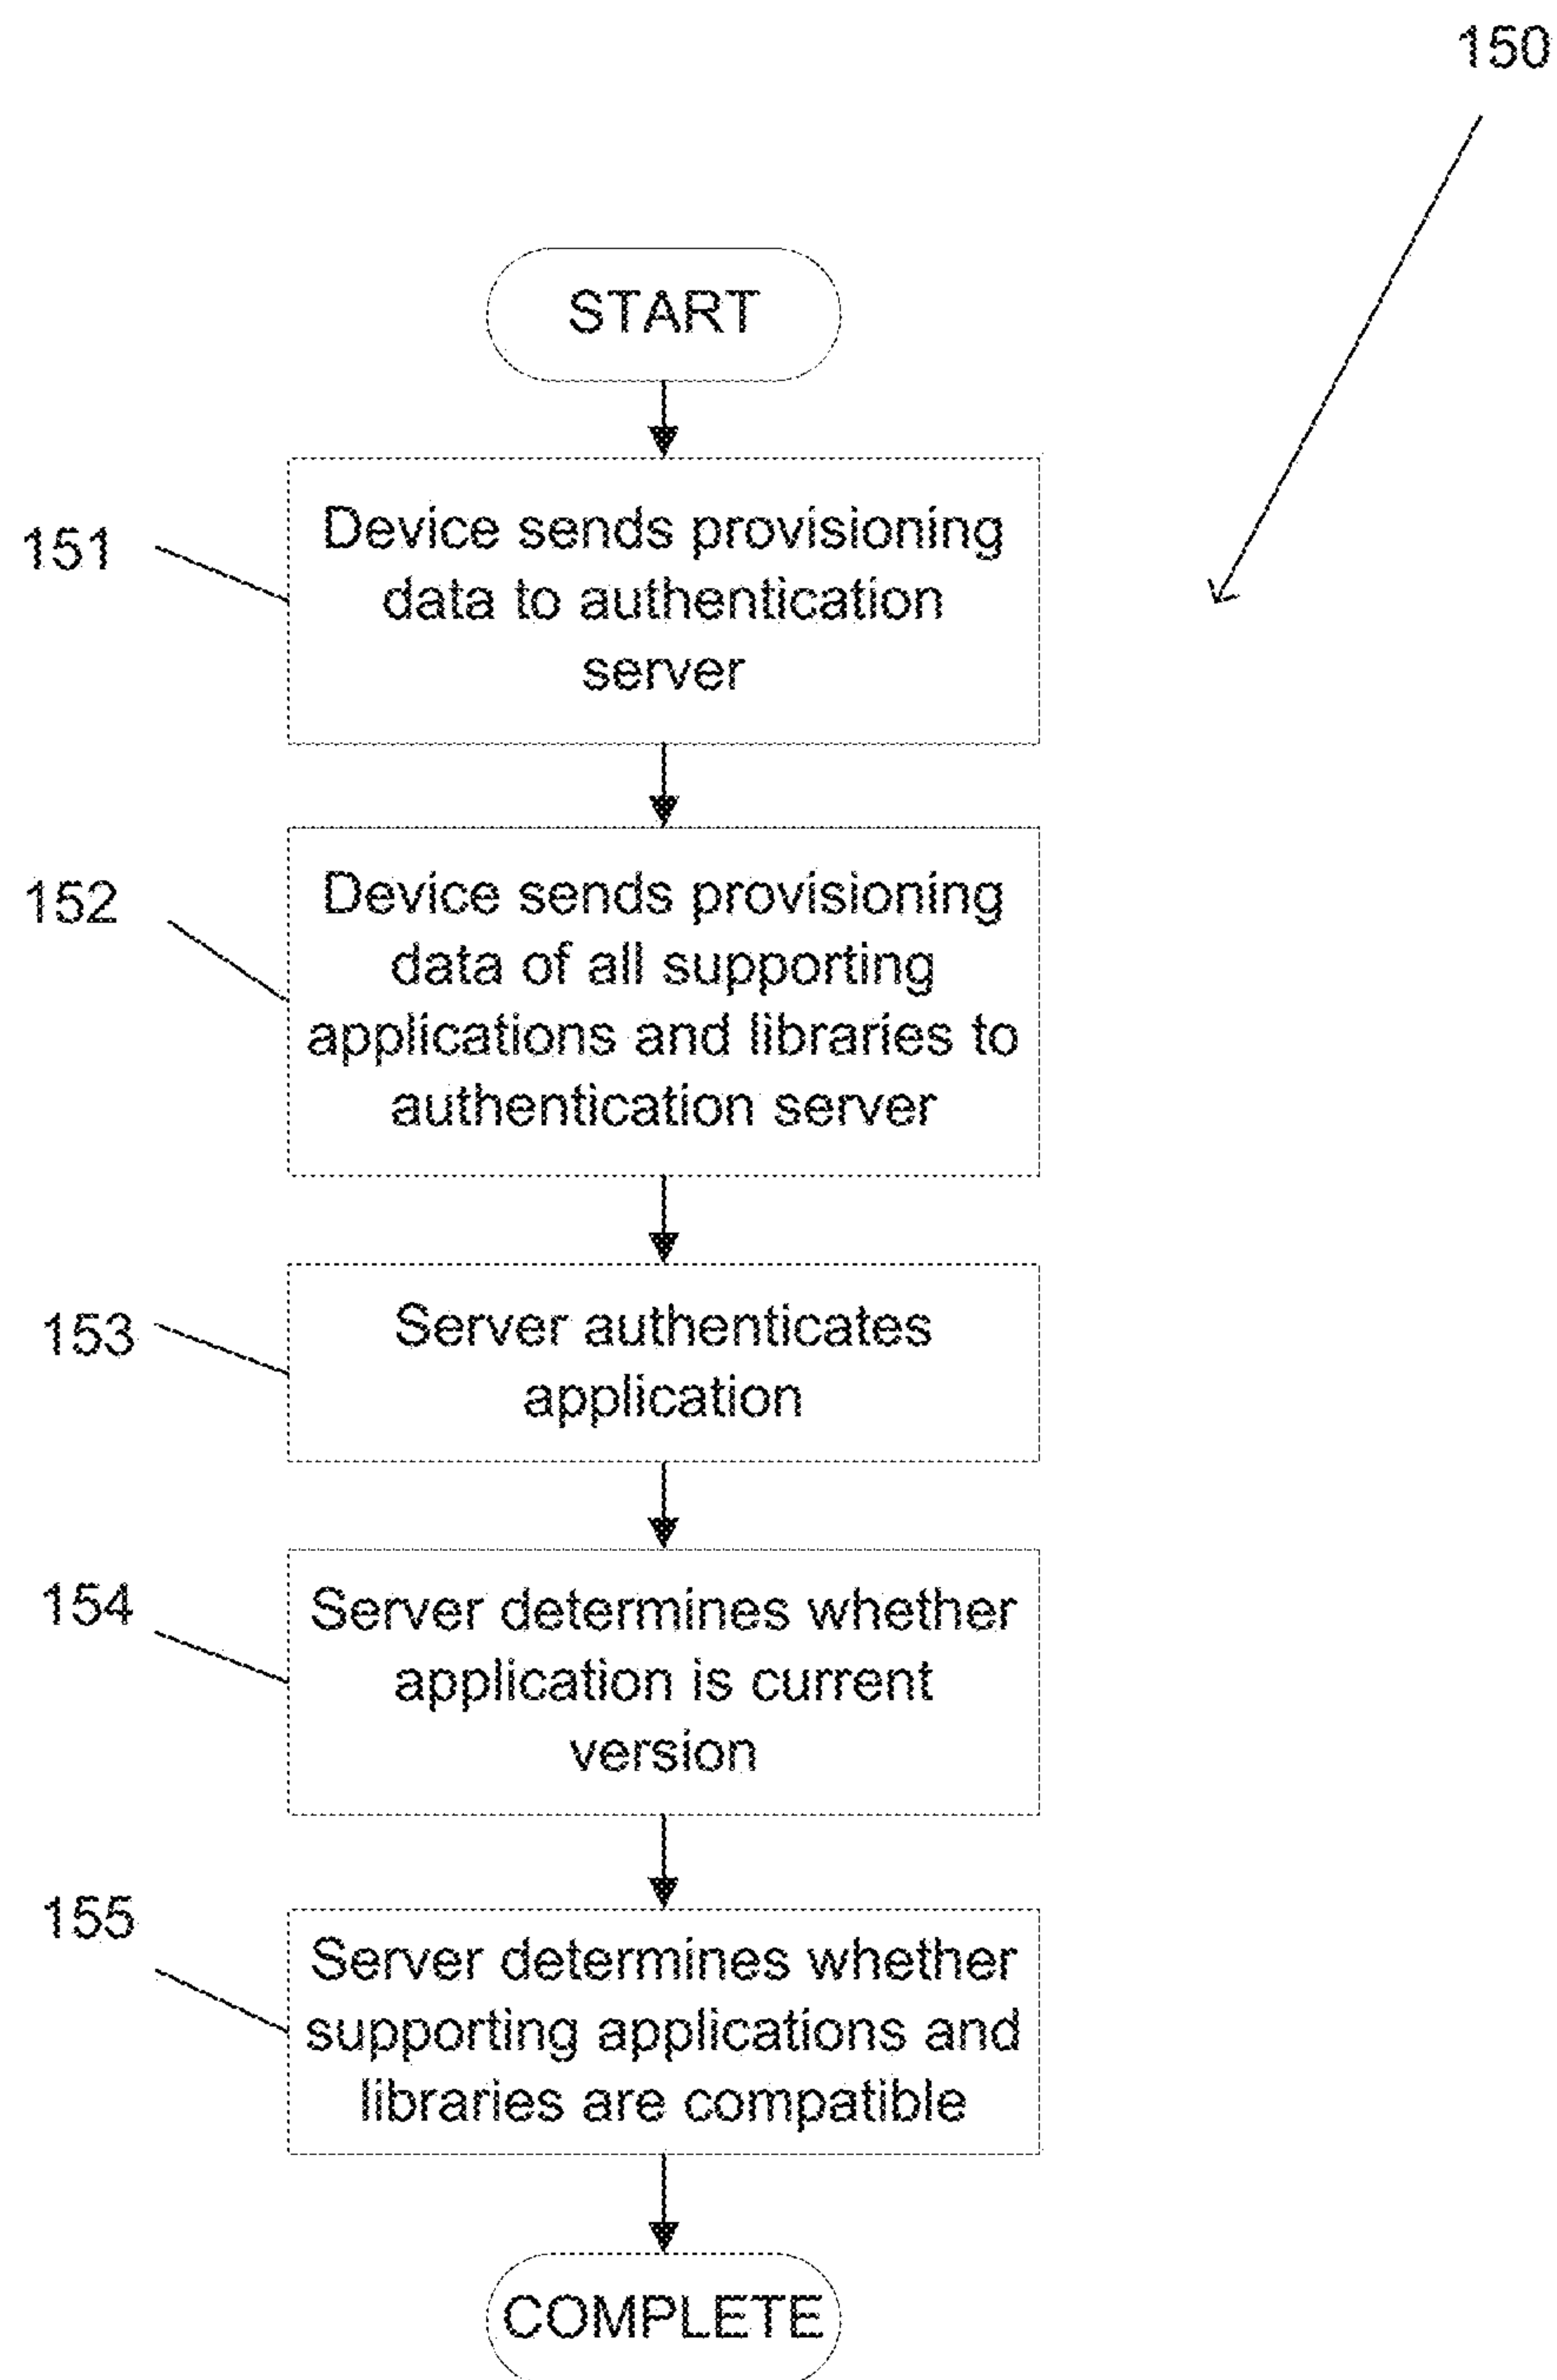 150
START
151
Device sends provisioning
data to authentication
server
152
Device sends provisioning
data of all supporting
applications and libraries to
authentication server
153
Server authenticates
application
154
Server determines whether
application is current
version
155
Server determines whether
supporting applications and
libraries are compatible
COMPLETE